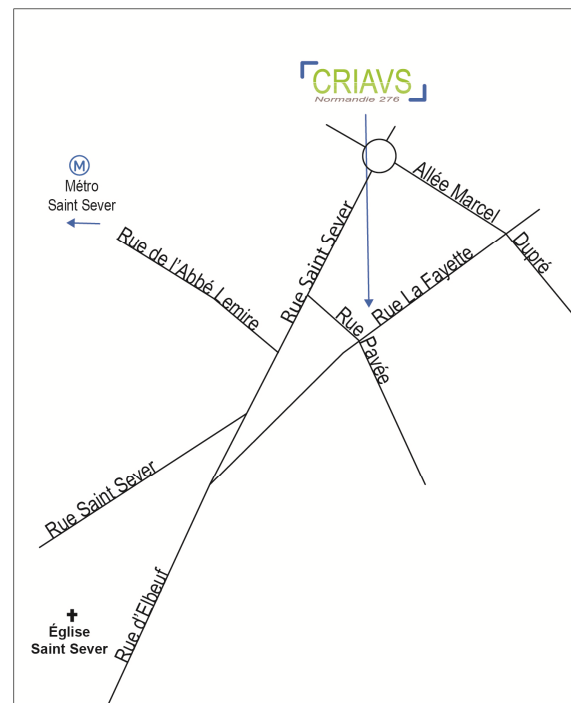 CRIAVS
Normandie 276
M
Métro
Saint Sever
Allée Marcel
Dupré
Rue de l'Abbé Lemire
Rue Saint Sever
Rue La Fayette
Rue Pavée
Rue Saint Sever
Rue d'Elbeuf
Église
Saint Sever